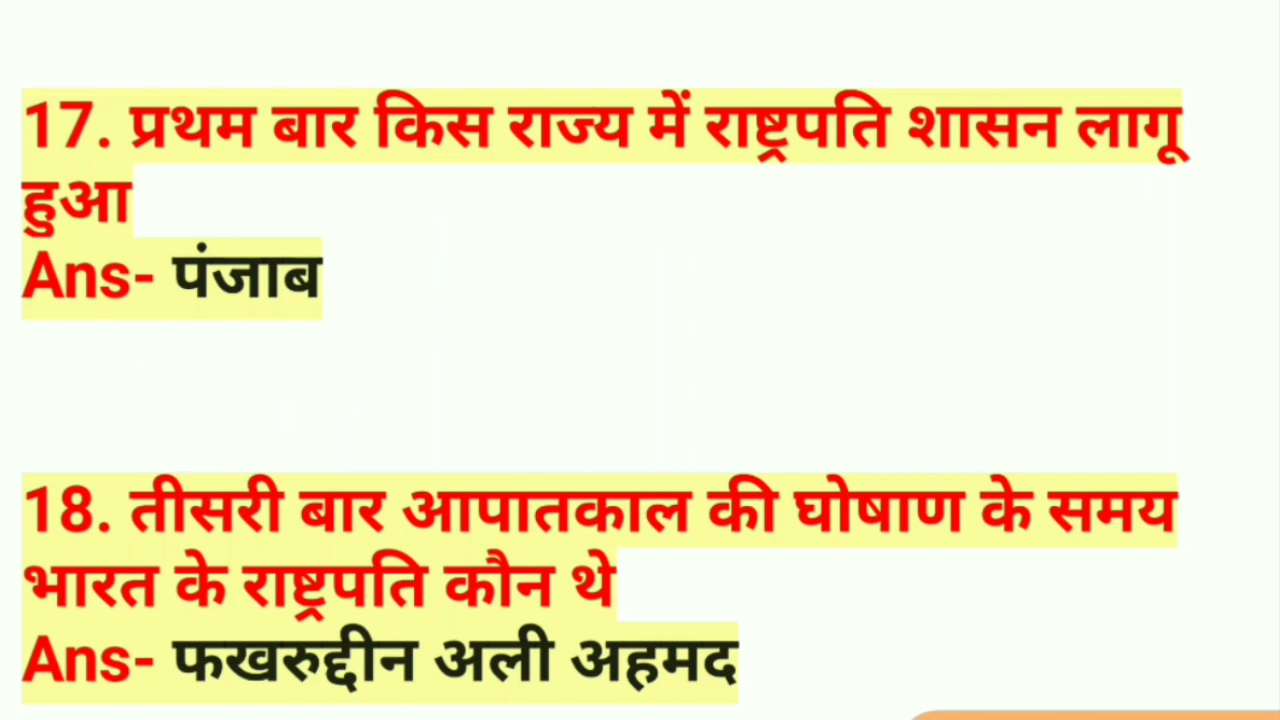 17. प्रथम बार किस राज्य में राष्ट्रपति शासन लागू
हुआ
Ans- पंजाब
18. तीसरी बार आपातकाल की घोषाण के समय
भारत के राष्ट्रपति कौन थे
Ans- फखरुद्दीन अली अहमद